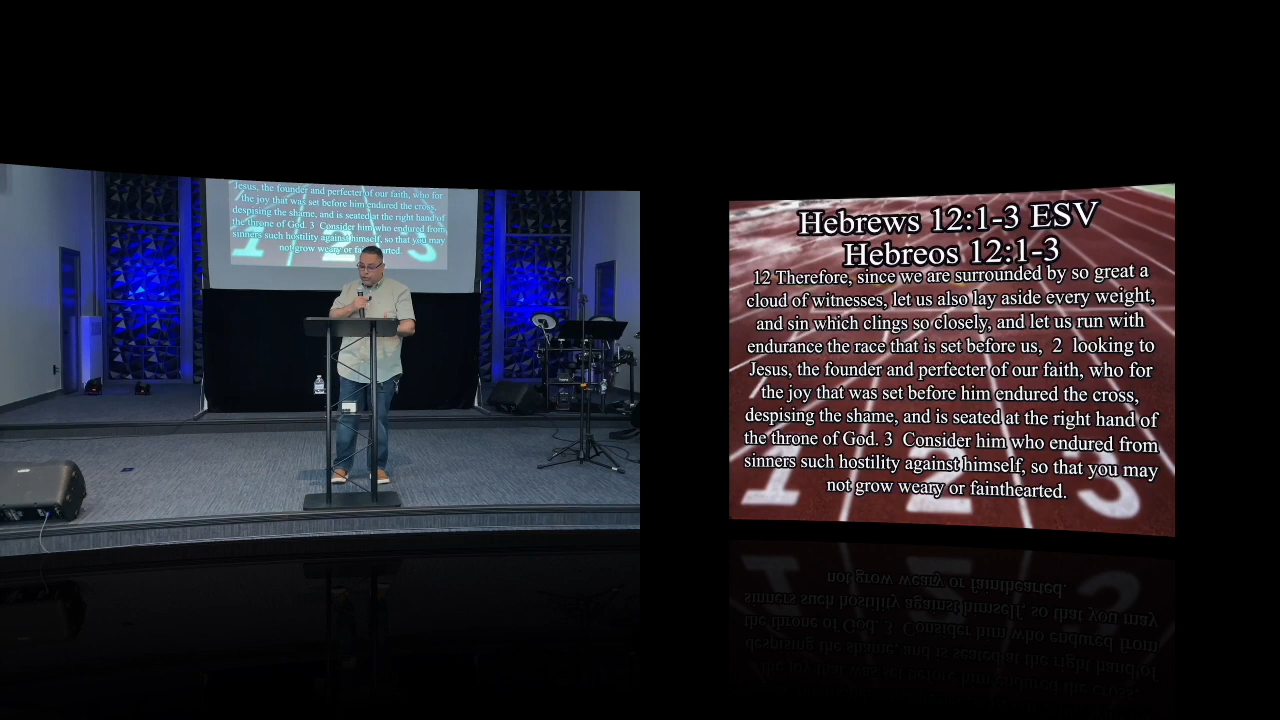 Jesus, the founder and perfecter of our faith, who for
the joy that was set before him endured the cross,
despising the shame, and is seated at the right hand of
the throne of God. 3 Consider him who endured from
sinners such hostility against himself, so that you may
not grow weary or fainthearted.
1 2 3
Hebrews 12:1-3 ESV
Hebreos 12:1-3
12 Therefore, since we are surrounded by so great a
cloud of witnesses, let us also lay aside every weight,
and sin which clings so closely, and let us run with
endurance the race that is set before us, 2 looking to
Jesus, the founder and perfecter of our faith, who for
the joy that was set before him endured the cross,
despising the shame, and is seated at the right hand of
the throne of God. 3 Consider him who endured from
sinners such hostility against himself, so that you may
not grow weary or fainthearted.
1 2 3